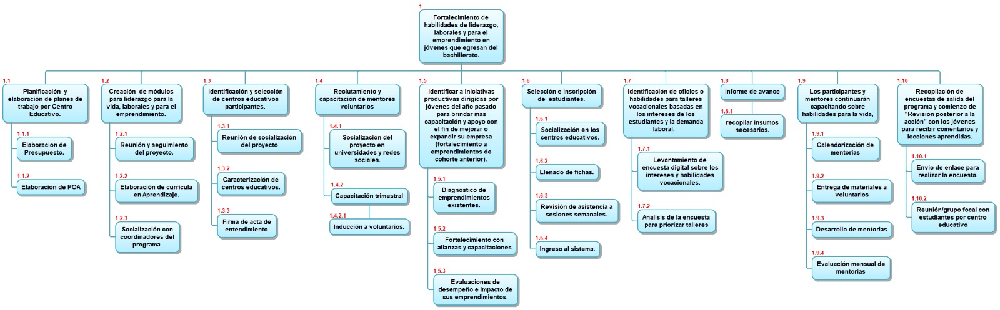 1
Fortalecimiento de
habilidades de liderazgo,
laborales y para el
emprendimiento en
jóvenes que egresan del
bachillerato.
1.1
Planificación y
elaboración de planes de
trabajo por Centro
Educativo.
1.1.1
Elaboracion de
Presupuesto.
1.1.2
Elaboración de POA
1.2
Creación de módulos
para liderazgo para la
vida, laborales y para el
emprendimiento.
1.2.1
Reunión y seguimiento
del proyecto.
1.2.2
Elaboración de curricula
en Aprendizaje.
1.2.3
Socialización con
coordinadores del
programa.
1.3
Identificación y selección
de centros educativos
participantes.
1.3.1
Reunión de socialización
del proyecto
1.3.2
Caracterización de
centros educativos.
1.3.3
Firma de acta de
entendimiento
1.4
Reclutamiento y
capacitación de mentores
voluntarios
1.4.1
Socialización del
proyecto en
universidades y redes
sociales.
1.4.2
Capacitación trimestral
1.4.2.1
Inducción a voluntarios.
1.5
Identificar a iniciativas
productivas dirigidas por
jóvenes del año pasado
para brindar más
capacitación y apoyo con
el fin de mejorar o
expandir su empresa
(fortalecimiento a
emprendimientos de
cohorte anterior).
1.5.1
Diagnostico de
emprendimientos
existentes.
1.5.2
Fortalecimiento con
alianzas y capacitaciones
1.5.3
Evaluaciones de
desempeño e impacto de
sus emprendimientos.
1.6
Selección e inscripción
de estudiantes.
1.6.1
Socialización en los
centros educativos.
1.6.2
Llenado de fichas.
1.6.3
Revisión de asistencia a
sesiones semanales.
1.6.4
Ingreso al sistema.
1.7
Identificación de oficios o
habilidades para talleres
vocacionales basadas en
en los intereses de los
estudiantes y la demanda
laboral.
1.7.1
Levantamiento de
encuesta digital sobre los
intereses y habilidades
vocacionales.
1.7.2
Analisis de la encuesta
para priorizar talleres
1.8
Informe de avance
1.8.1
recopilar insumos
necesarios.
1.9
Los participantes y
mentores continuarán
capacitando sobre
habilidades para la vida,
1.9.1
Calendarización de
mentorias
1.9.2
Entrega de materiales a
voluntarios
1.9.3
Desarrollo de mentorias
1.9.4
Evaluación mensual de
mentorias
1.10
Recopilación de
encuestas de salida del
programa y comienzo de
"Revisión posterior a la
acción" con los jóvenes
para recibir comentarios y
lecciones aprendidas.
1.10.1
Envio de enlace para
realizar la encuesta.
1.10.2
Reunión/grupo focal con
estudiantes por centro
educativo